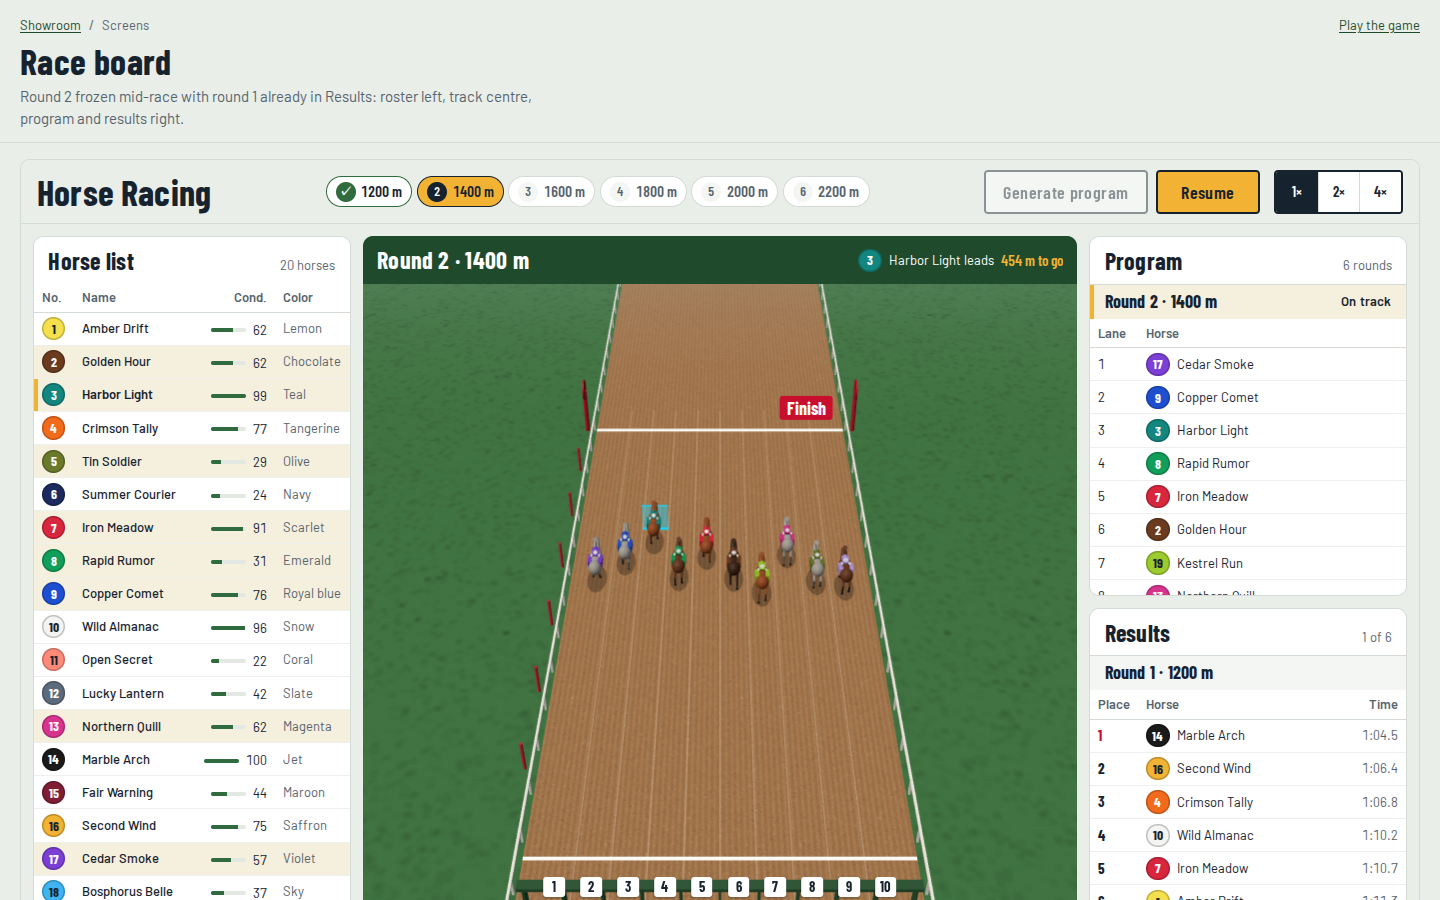 Showroom / Screens
Play the game
Race board
Round 2 frozen mid-race with round 1 already in Results: roster left, track centre,
program and results right.
Horse Racing
✓ 1200 m
2 1400 m
3 1600 m
4 1800 m
5 2000 m
6 2200 m
Generate program
Resume
1×
2×
4×
Horse list
20 horses
No. Name Cond. Color
1 Amber Drift 62 Lemon
2 Golden Hour 62 Chocolate
3 Harbor Light 99 Teal
4 Crimson Tally 77 Tangerine
5 Tin Soldier 29 Olive
6 Summer Courier 24 Navy
7 Iron Meadow 91 Scarlet
8 Rapid Rumor 31 Emerald
9 Copper Comet 76 Royal blue
10 Wild Almanac 96 Snow
11 Open Secret 22 Coral
12 Lucky Lantern 42 Slate
13 Northern Quill 62 Magenta
14 Marble Arch 100 Jet
15 Fair Warning 44 Maroon
16 Second Wind 75 Saffron
17 Cedar Smoke 57 Violet
18 Bosphorus Belle 37 Sky
Round 2 · 1400 m
3 Harbor Light leads 454 m to go
Finish
1 2 3 4 5 6 7 8 9 10
Program
6 rounds
Round 2 · 1400 m
On track
Lane Horse
1 17 Cedar Smoke
2 9 Copper Comet
3 3 Harbor Light
4 8 Rapid Rumor
5 7 Iron Meadow
6 2 Golden Hour
7 19 Kestrel Run
8 13 Northern Quill
Results
1 of 6
Round 1 · 1200 m
Place Horse Time
1 14 Marble Arch 1:04.5
2 16 Second Wind 1:06.4
3 4 Crimson Tally 1:06.8
4 10 Wild Almanac 1:10.2
5 7 Iron Meadow 1:10.7
6 1 Amber Drift 1:11.3